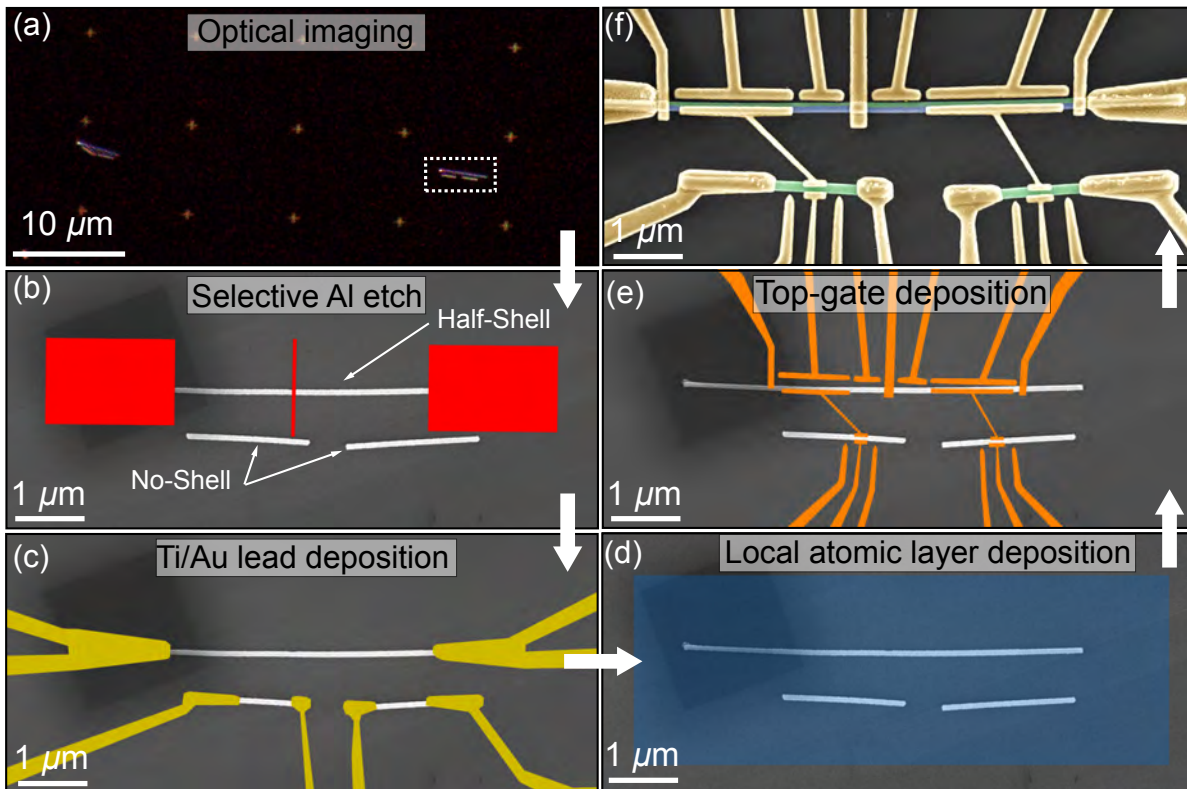 (a)
Optical imaging
10 µm
(b)
Selective Al etch
Half-Shell
No-Shell
1 µm
(c)
Ti/Au lead deposition
1 µm
(d)
Local atomic layer deposition
1 µm
(e)
Top-gate deposition
1 µm
(f)
1 µm